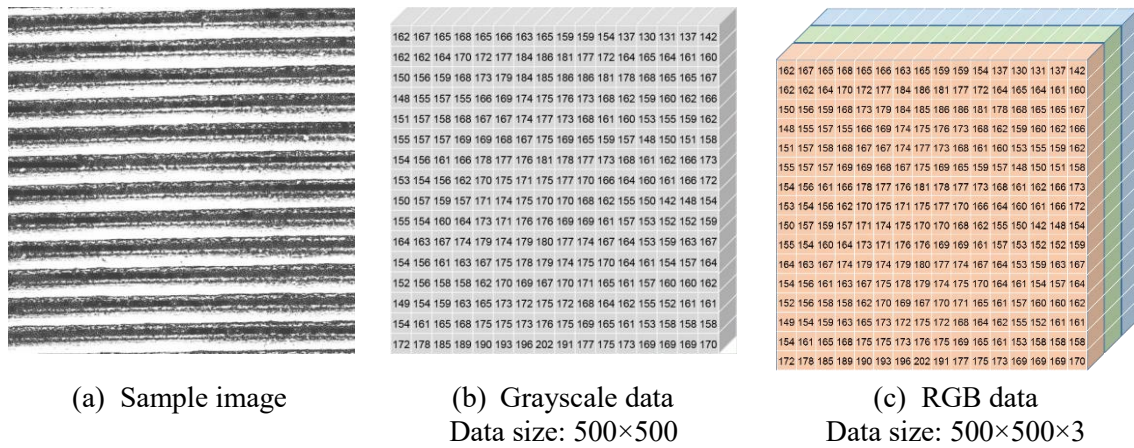 162 167 165 168 165 166 163 165 159 159 154 137 130 131 137 142
162 162 164 170 172 177 184 186 181 177 172 164 165 164 161 160
150 156 159 168 173 179 184 185 186 186 181 178 168 165 165 167
148 155 157 155 166 169 174 175 176 173 168 162 159 160 162 166
151 157 158 168 167 167 174 177 173 168 161 160 153 155 159 162
155 157 157 169 169 168 167 175 169 165 159 157 148 150 151 158
154 156 161 166 178 177 176 181 178 177 173 168 161 162 166 173
153 154 156 162 170 175 171 175 177 170 166 164 160 161 166 172
150 157 159 157 171 174 175 170 170 168 162 155 150 142 148 154
155 154 160 164 173 171 176 176 169 169 161 157 153 152 152 159
164 163 167 174 179 174 179 180 177 174 167 164 153 159 163 167
154 156 161 163 167 175 178 179 174 175 170 164 161 154 157 164
152 156 158 158 162 170 169 167 170 171 165 161 157 160 160 162
149 154 159 163 165 173 172 175 172 168 164 162 155 152 161 161
154 161 165 168 175 175 173 176 175 169 165 161 153 158 158 158
172 178 185 189 190 193 196 202 191 177 175 173 169 169 169 170
162 167 165 168 165 166 163 165 159 159 154 137 130 131 137 142
162 162 164 170 172 177 184 186 181 177 172 164 165 164 161 160
150 156 159 168 173 179 184 185 186 186 181 178 168 165 165 167
148 155 157 155 166 169 174 175 176 173 168 162 159 160 162 166
151 157 158 168 167 167 174 177 173 168 161 160 153 155 159 162
155 157 157 169 169 168 167 175 169 165 159 157 148 150 151 158
154 156 161 166 178 177 176 181 178 177 173 168 161 162 166 173
153 154 156 162 170 175 171 175 177 170 166 164 160 161 166 172
150 157 159 157 171 174 175 170 170 168 162 155 150 142 148 154
155 154 160 164 173 171 176 176 169 169 161 157 153 152 152 159
164 163 167 174 179 174 179 180 177 174 167 164 153 159 163 167
154 156 161 163 167 175 178 179 174 175 170 164 161 154 157 164
152 156 158 158 162 170 169 167 170 171 165 161 157 160 160 162
149 154 159 163 165 173 172 175 172 168 164 162 155 152 161 161
154 161 165 168 175 175 173 176 175 169 165 161 153 158 158 158
172 178 185 189 190 193 196 202 191 177 175 173 169 169 169 170
(a) Sample image
(b) Grayscale data
Data size: 500×500
(c) RGB data
Data size: 500×500×3